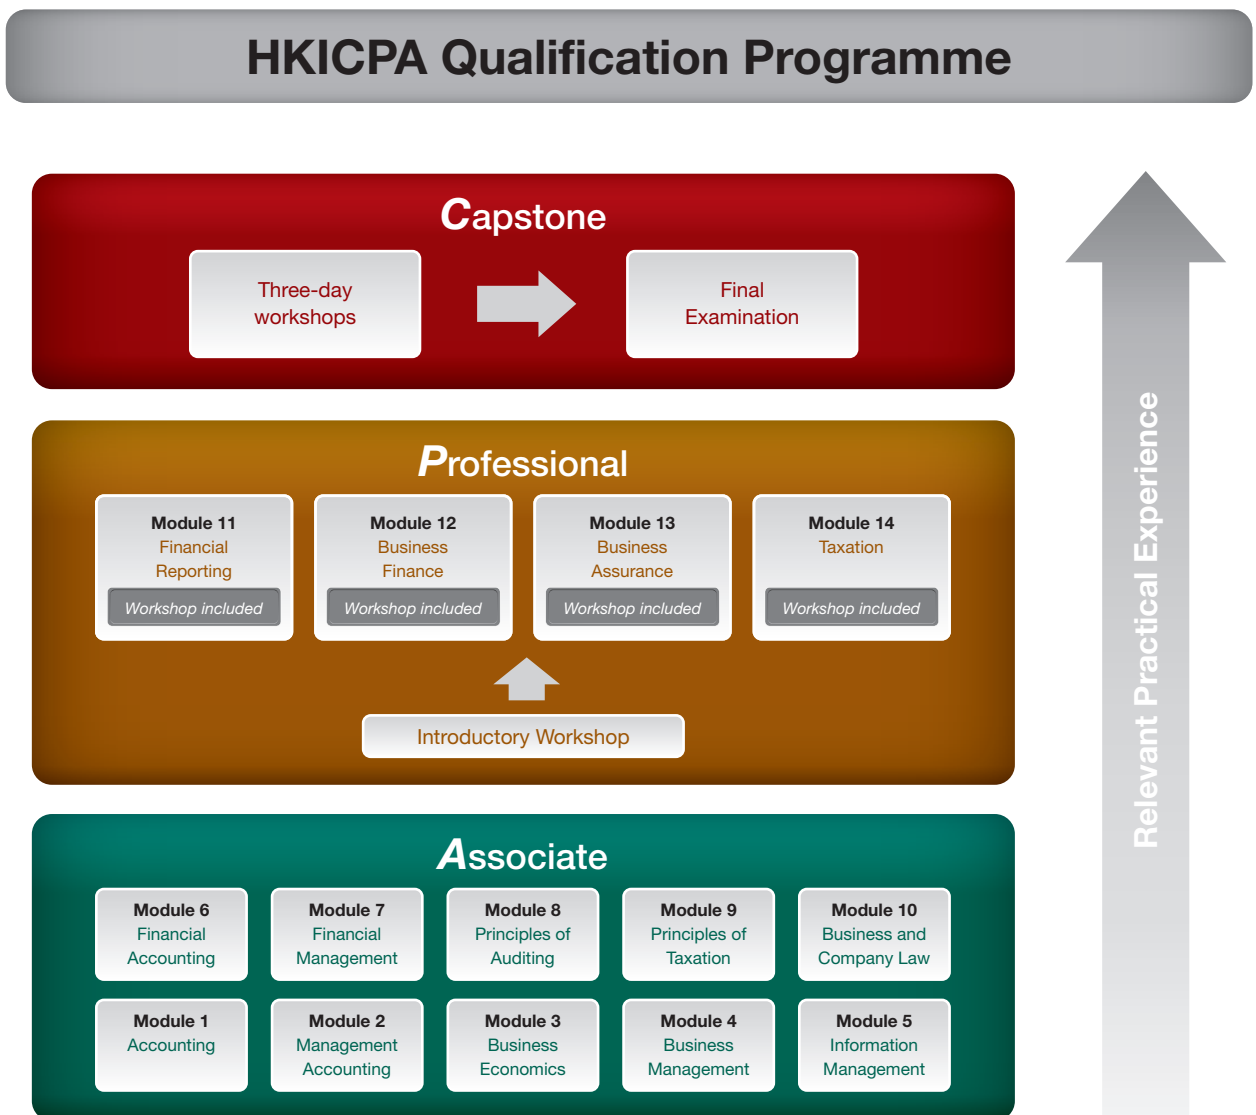 HKICPA Qualification Programme
Capstone
Three-day
workshops
Final
Examination
Professional
Module 11
Financial
Reporting
Workshop included
Module 12
Business
Finance
Workshop included
Module 13
Business
Assurance
Workshop included
Module 14
Taxation
Workshop included
Introductory Workshop
Associate
Module 6
Financial
Accounting
Module 7
Financial
Management
Module 8
Principles of
Auditing
Module 9
Principles of
Taxation
Module 10
Business and
Company Law
Module 1
Accounting
Module 2
Management
Accounting
Module 3
Business
Economics
Module 4
Business
Management
Module 5
Information
Management
Relevant Practical Experience